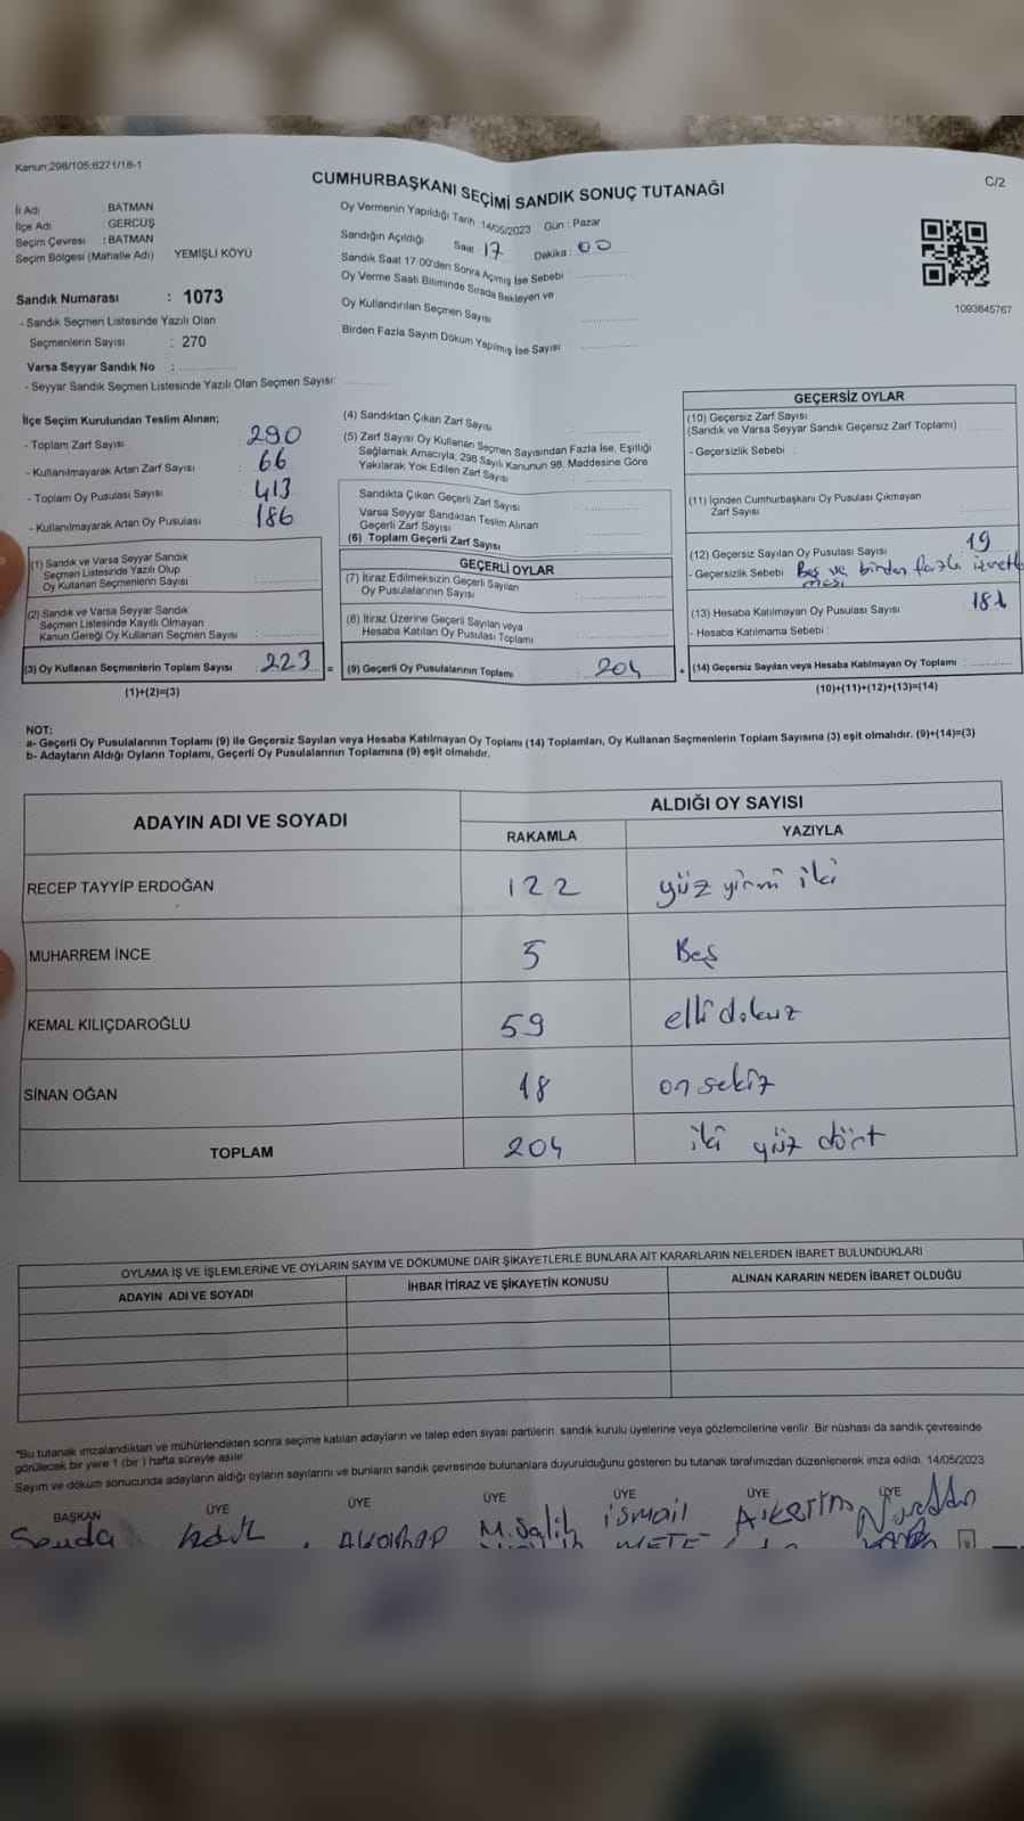 Kanun:298/105;6271/18-1
CUMHURBAŞKANI SEÇİMİ SANDIK SONUÇ TUTANAĞI
C/2
İl Adı : BATMAN
İlçe Adı : GERCÜŞ
Seçim Çevresi : BATMAN
Seçim Bölgesi (Mahalle Adı) YEMİŞLİ KÖYÜ
Oy Vermenin Yapıldığı Tarih :14/05/2023 Gün : Pazar
Sandığın Açıldığı Saat : 17 Dakika : 00
Sandık Saat 17:00'den Sonra Açmış İse Sebebi
Oy Verme Saati Bitiminde Sırada Bekleyen ve
Oy Kullandırılan Seçmen Sayısı
Birden Fazla Sayım Döküm Yapılmış İse Sayısı
1093645767
Sandık Numarası : 1073
- Sandık Seçmen Listesinde Yazılı Olan
Seçmenlerin Sayısı : 270
Varsa Seyyar Sandık No :
- Seyyar Sandık Seçmen Listesinde Yazılı Olan Seçmen Sayısı:
İlçe Seçim Kurulundan Teslim Alınan;
- Toplam Zarf Sayısı : 290
- Kullanılmayarak Artan Zarf Sayısı : 66
- Toplam Oy Pusulası Sayısı : 413
- Kullanılmayarak Artan Oy Pusulası : 186
(1) Sandık ve Varsa Seyyar Sandık
Seçmen Listesinde Yazılı Olup
Oy Kullanan Seçmenlerin Sayısı
(2) Sandık ve Varsa Seyyar Sandık
Seçmen Listesinde Kayıtlı Olmayan
Kanun Gereği Oy Kullanan Seçmen Sayısı
(3) Oy Kullanan Seçmenlerin Toplam Sayısı 223 =
(1)+(2)=(3)
(4) Sandıktan Çıkan Zarf Sayısı
(5) Zarf Sayısı Oy Kullanan Seçmen Sayısından Fazla İse, Eşitliği
Sağlamak Amacıyla, 298 Sayılı Kanunun 98. Maddesine Göre
Yakılarak Yok Edilen Zarf Sayısı
Sandıkta Çıkan Geçerli Zarf Sayısı
Varsa Seyyar Sandıktan Teslim Alınan
Geçerli Zarf Sayısı
(6) Toplam Geçerli Zarf Sayısı
GEÇERLİ OYLAR
(7) İtiraz Edilmeksizin Geçerli Sayılan
Oy Pusulalarının Sayısı
(8) İtiraz Üzerine Geçerli Sayılan veya
Hesaba Katılan Oy Pusulası Toplamı
(9) Geçerli Oy Pusulalarının Toplamı 204 +
GEÇERSİZ OYLAR
(10) Geçersiz Zarf Sayısı
(Sandık ve Varsa Seyyar Sandık Geçersiz Zarf Toplamı)
- Geçersizlik Sebebi :
(11) İçinden Cumhurbaşkanı Oy Pusulası Çıkmayan
Zarf Sayısı
(12) Geçersiz Sayılan Oy Pusulası Sayısı 19
- Geçersizlik Sebebi : Boş ve birden fazla
(13) Hesaba Katılmayan Oy Pusulası Sayısı
- Hesaba Katılmama Sebebi :
(14) Geçersiz Sayılan veya Hesaba Katılmayan Oy Toplamı
(10)+(11)+(12)+(13)=(14)
NOT:
a- Geçerli Oy Pusulalarının Toplamı (9) ile Geçersiz Sayılan veya Hesaba Katılmayan Oy Toplamı (14) Toplamları, Oy Kullanan Seçmenlerin Toplam Sayısına (3) eşit olmalıdır. (9)+(14)=(3)
b- Adayların Aldığı Oyların Toplamı, Geçerli Oy Pusulalarının Toplamına (9) eşit olmalıdır.
ADAYIN ADI VE SOYADI
ALDIĞI OY SAYISI
RAKAMLA YAZIYLA
RECEP TAYYİP ERDOĞAN 122 yüz yirmi iki
MUHARREM İNCE 5 Beş
KEMAL KILIÇDAROĞLU 59 elli dokuz
SİNAN OĞAN 18 on sekiz
TOPLAM 204 iki yüz dört
OYLAMA İŞ VE İŞLEMLERİNE VE OYLARIN SAYIM VE DÖKÜMÜNE DAİR ŞİKAYETLERLE BUNLARA AİT KARARLARIN NELERDEN İBARET BULUNDUKLARI
ADAYIN ADI VE SOYADI İHBAR İTİRAZ VE ŞİKAYETİN KONUSU ALINAN KARARIN NEDEN İBARET OLDUĞU
*Bu tutanak imzalandıktan ve mühürlendikten sonra seçime katılan adayların ve talep eden siyasi partilerin. sandık kurulu üyelerine veya gözlemcilerine verilir. Bir nüshası da sandık çevresinde
görülecek bir yere 1 (bir ) hafta süreyle asılır.
Sayım ve döküm sonucunda adayların aldığı oyların sayılarını ve bunların sandık çevresinde bulunanlara duyurulduğunu gösteren bu tutanak tarafımızdan düzenlenerek imza edildi. 14/05/2023
BAŞKAN ÜYE ÜYE ÜYE ÜYE ÜYE ÜYE
M. Salih ismail